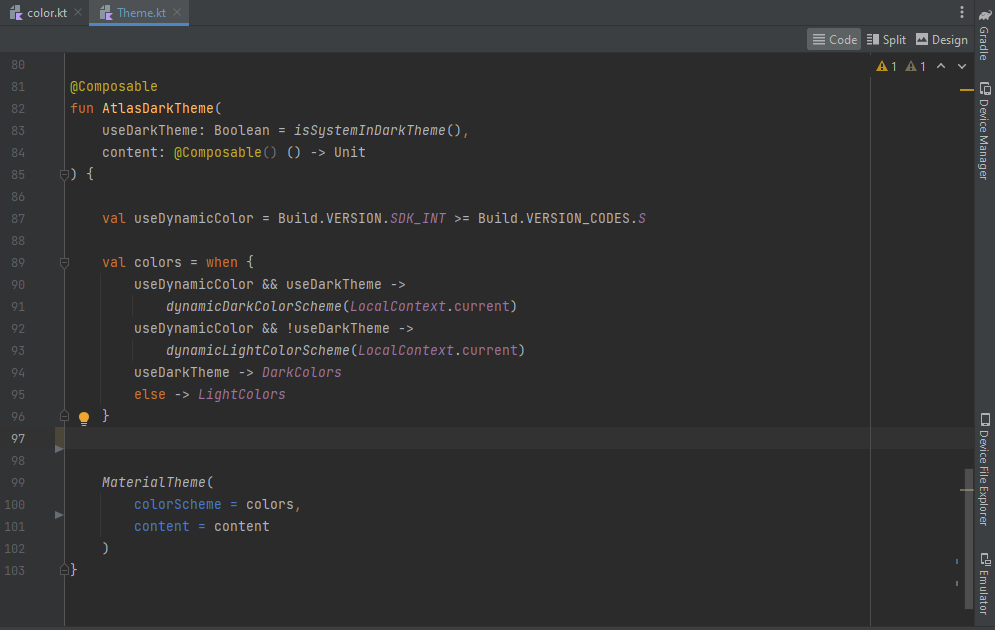 color.kt
Theme.kt
Code
Split
Design
1
1
80
81 @Composable
82 fun AtlasDarkTheme(
83 useDarkTheme: Boolean = isSystemInDarkTheme(),
84 content: @Composable() () -> Unit
85 ) {
86
87 val useDynamicColor = Build.VERSION.SDK_INT >= Build.VERSION_CODES.S
88
89 val colors = when {
90 useDynamicColor && useDarkTheme ->
91 dynamicDarkColorScheme(LocalContext.current)
92 useDynamicColor && !useDarkTheme ->
93 dynamicLightColorScheme(LocalContext.current)
94 useDarkTheme -> DarkColors
95 else -> LightColors
96 }
97
98
99 MaterialTheme(
100 colorScheme = colors,
101 content = content
102 )
103 }
Gradle
Device Manager
Device File Explorer
Emulator